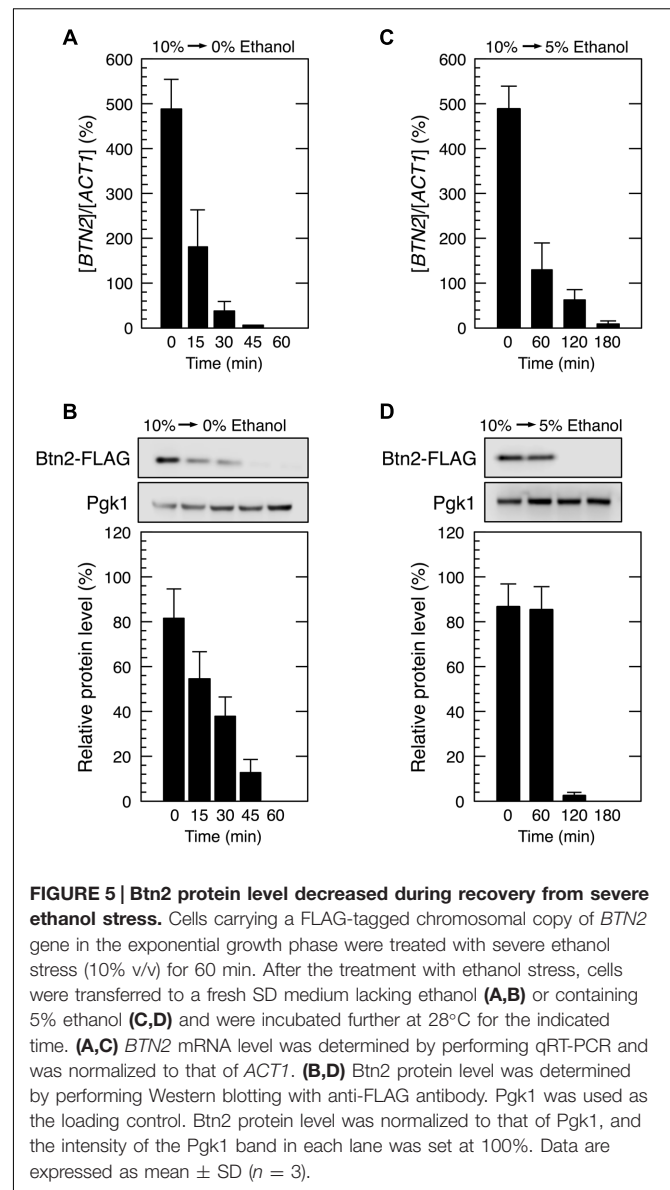 A
10% → 0% Ethanol
[BTN2]/[ACT1] (%)
600
500
400
300
200
100
0
0 15 30 45 60
Time (min)
C
10% → 5% Ethanol
[BTN2]/[ACT1] (%)
600
500
400
300
200
100
0
0 60 120 180
Time (min)
B
10% → 0% Ethanol
Btn2-FLAG
Pgk1
Relative protein level (%)
120
100
80
60
40
20
0
0 15 30 45 60
Time (min)
D
10% → 5% Ethanol
Btn2-FLAG
Pgk1
Relative protein level (%)
120
100
80
60
40
20
0
0 60 120 180
Time (min)
FIGURE 5 | Btn2 protein level decreased during recovery from severe
ethanol stress. Cells carrying a FLAG-tagged chromosomal copy of BTN2
gene in the exponential growth phase were treated with severe ethanol
stress (10% v/v) for 60 min. After the treatment with ethanol stress, cells
were transferred to a fresh SD medium lacking ethanol (A,B) or containing
5% ethanol (C,D) and were incubated further at 28°C for the indicated
time. (A,C) BTN2 mRNA level was determined by performing qRT-PCR and
was normalized to that of ACT1. (B,D) Btn2 protein level was determined
by performing Western blotting with anti-FLAG antibody. Pgk1 was used as
the loading control. Btn2 protein level was normalized to that of Pgk1, and
the intensity of the Pgk1 band in each lane was set at 100%. Data are
expressed as mean ± SD (n = 3).